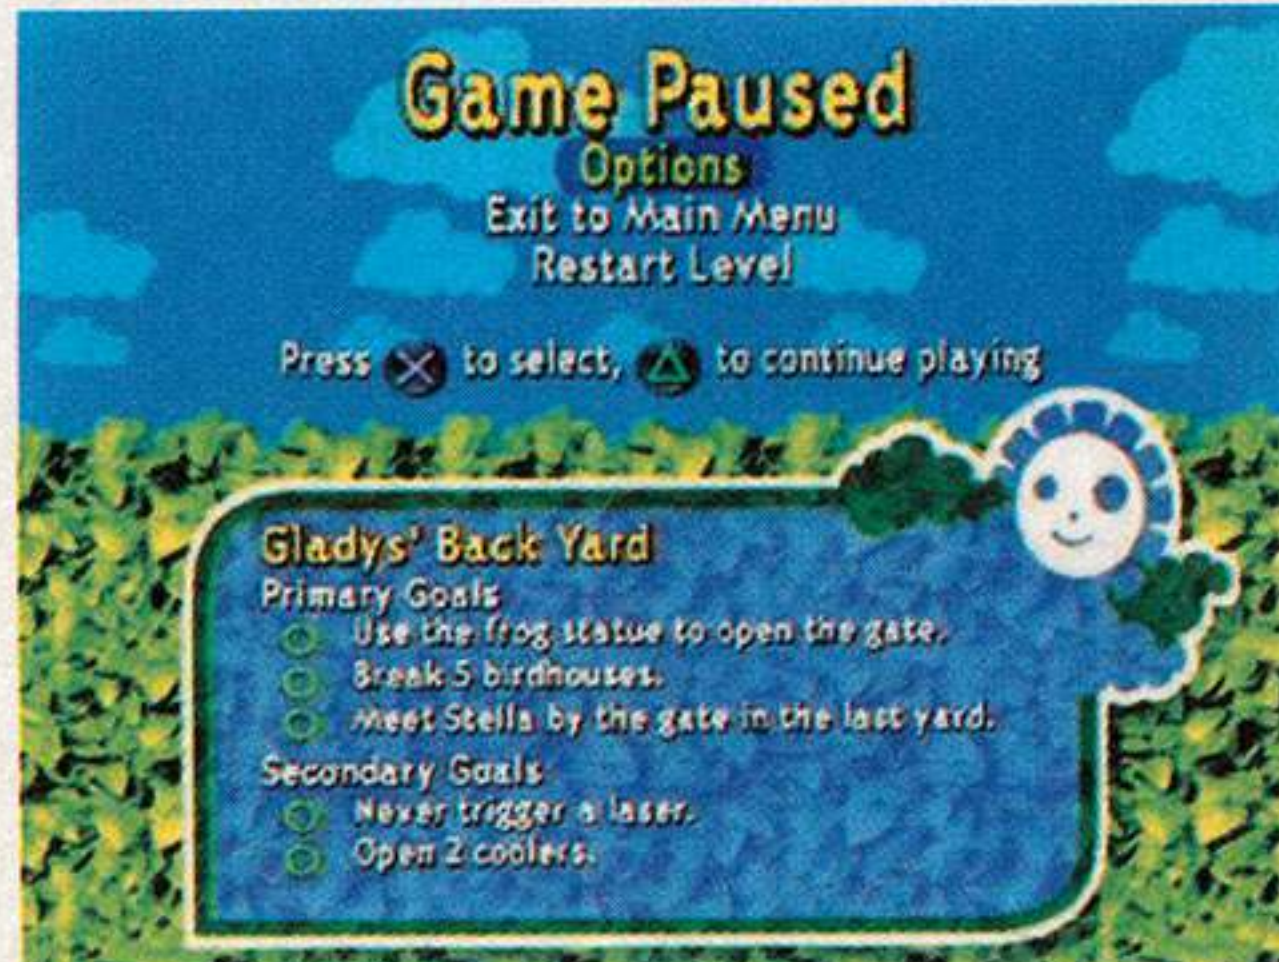 Game Paused
Options
Exit to Main Menu
Restart Level
Press to select, to continue playing
Gladys' Back Yard
Primary Goals
Use the frog statue to open the gate.
Break 5 birdhouses.
Meet Stella by the gate in the last yard.
Secondary Goals
Never trigger a laser.
Open 2 coolers.